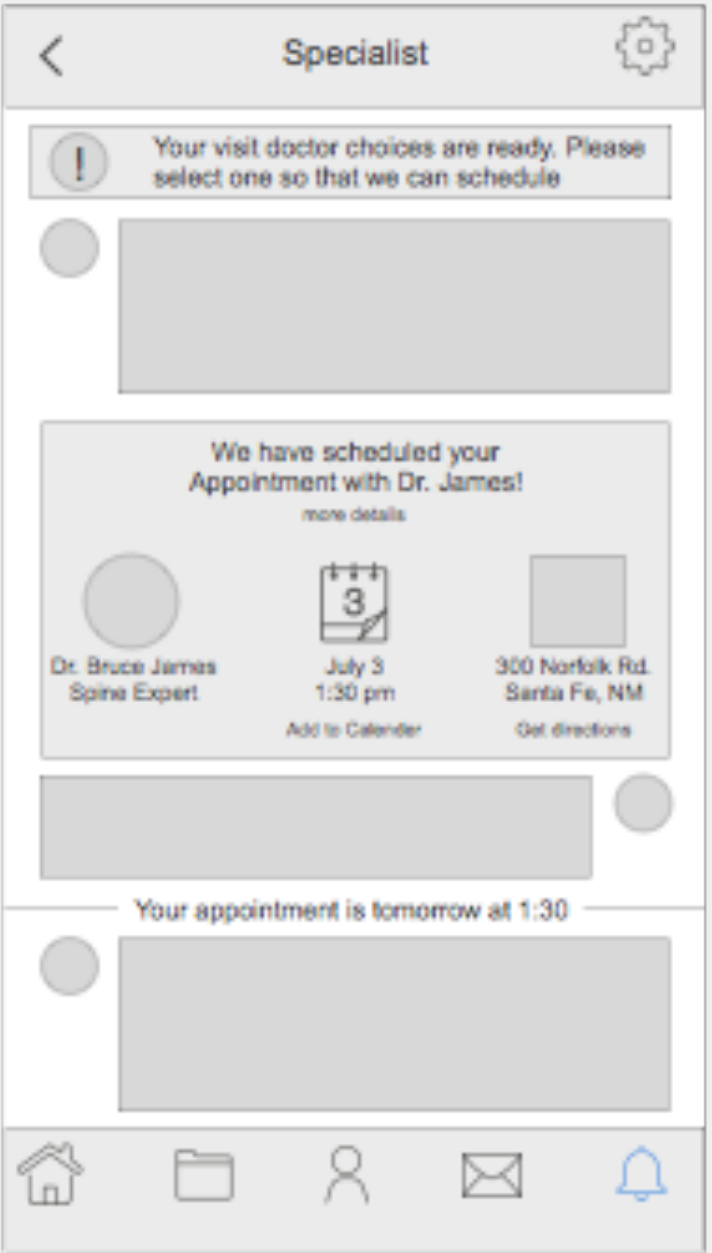 Specialist
!
Your visit doctor choices are ready. Please
select one so that we can schedule
We have scheduled your
Appointment with Dr. James!
more details
3
Dr. Bruce James
Spine Expert
July 3
1:30 pm
Add to Calender
300 Norfolk Rd.
Santa Fe, NM
Get directions
Your appointment is tomorrow at 1:30